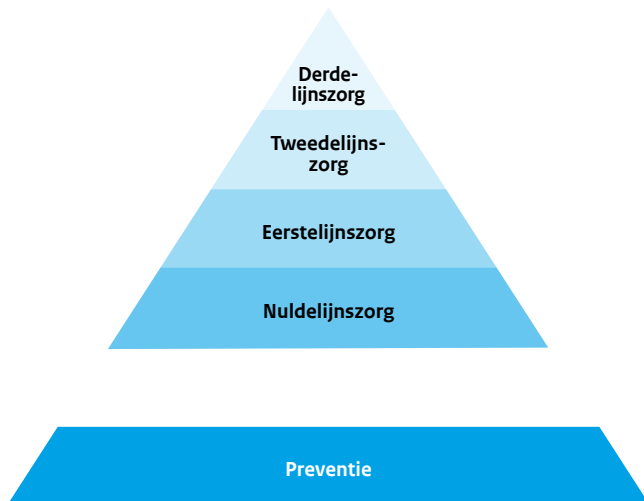 Derde-
lijnszorg
Tweedelijns-
zorg
Eerstelijnszorg
Nuldelijnszorg
Preventie